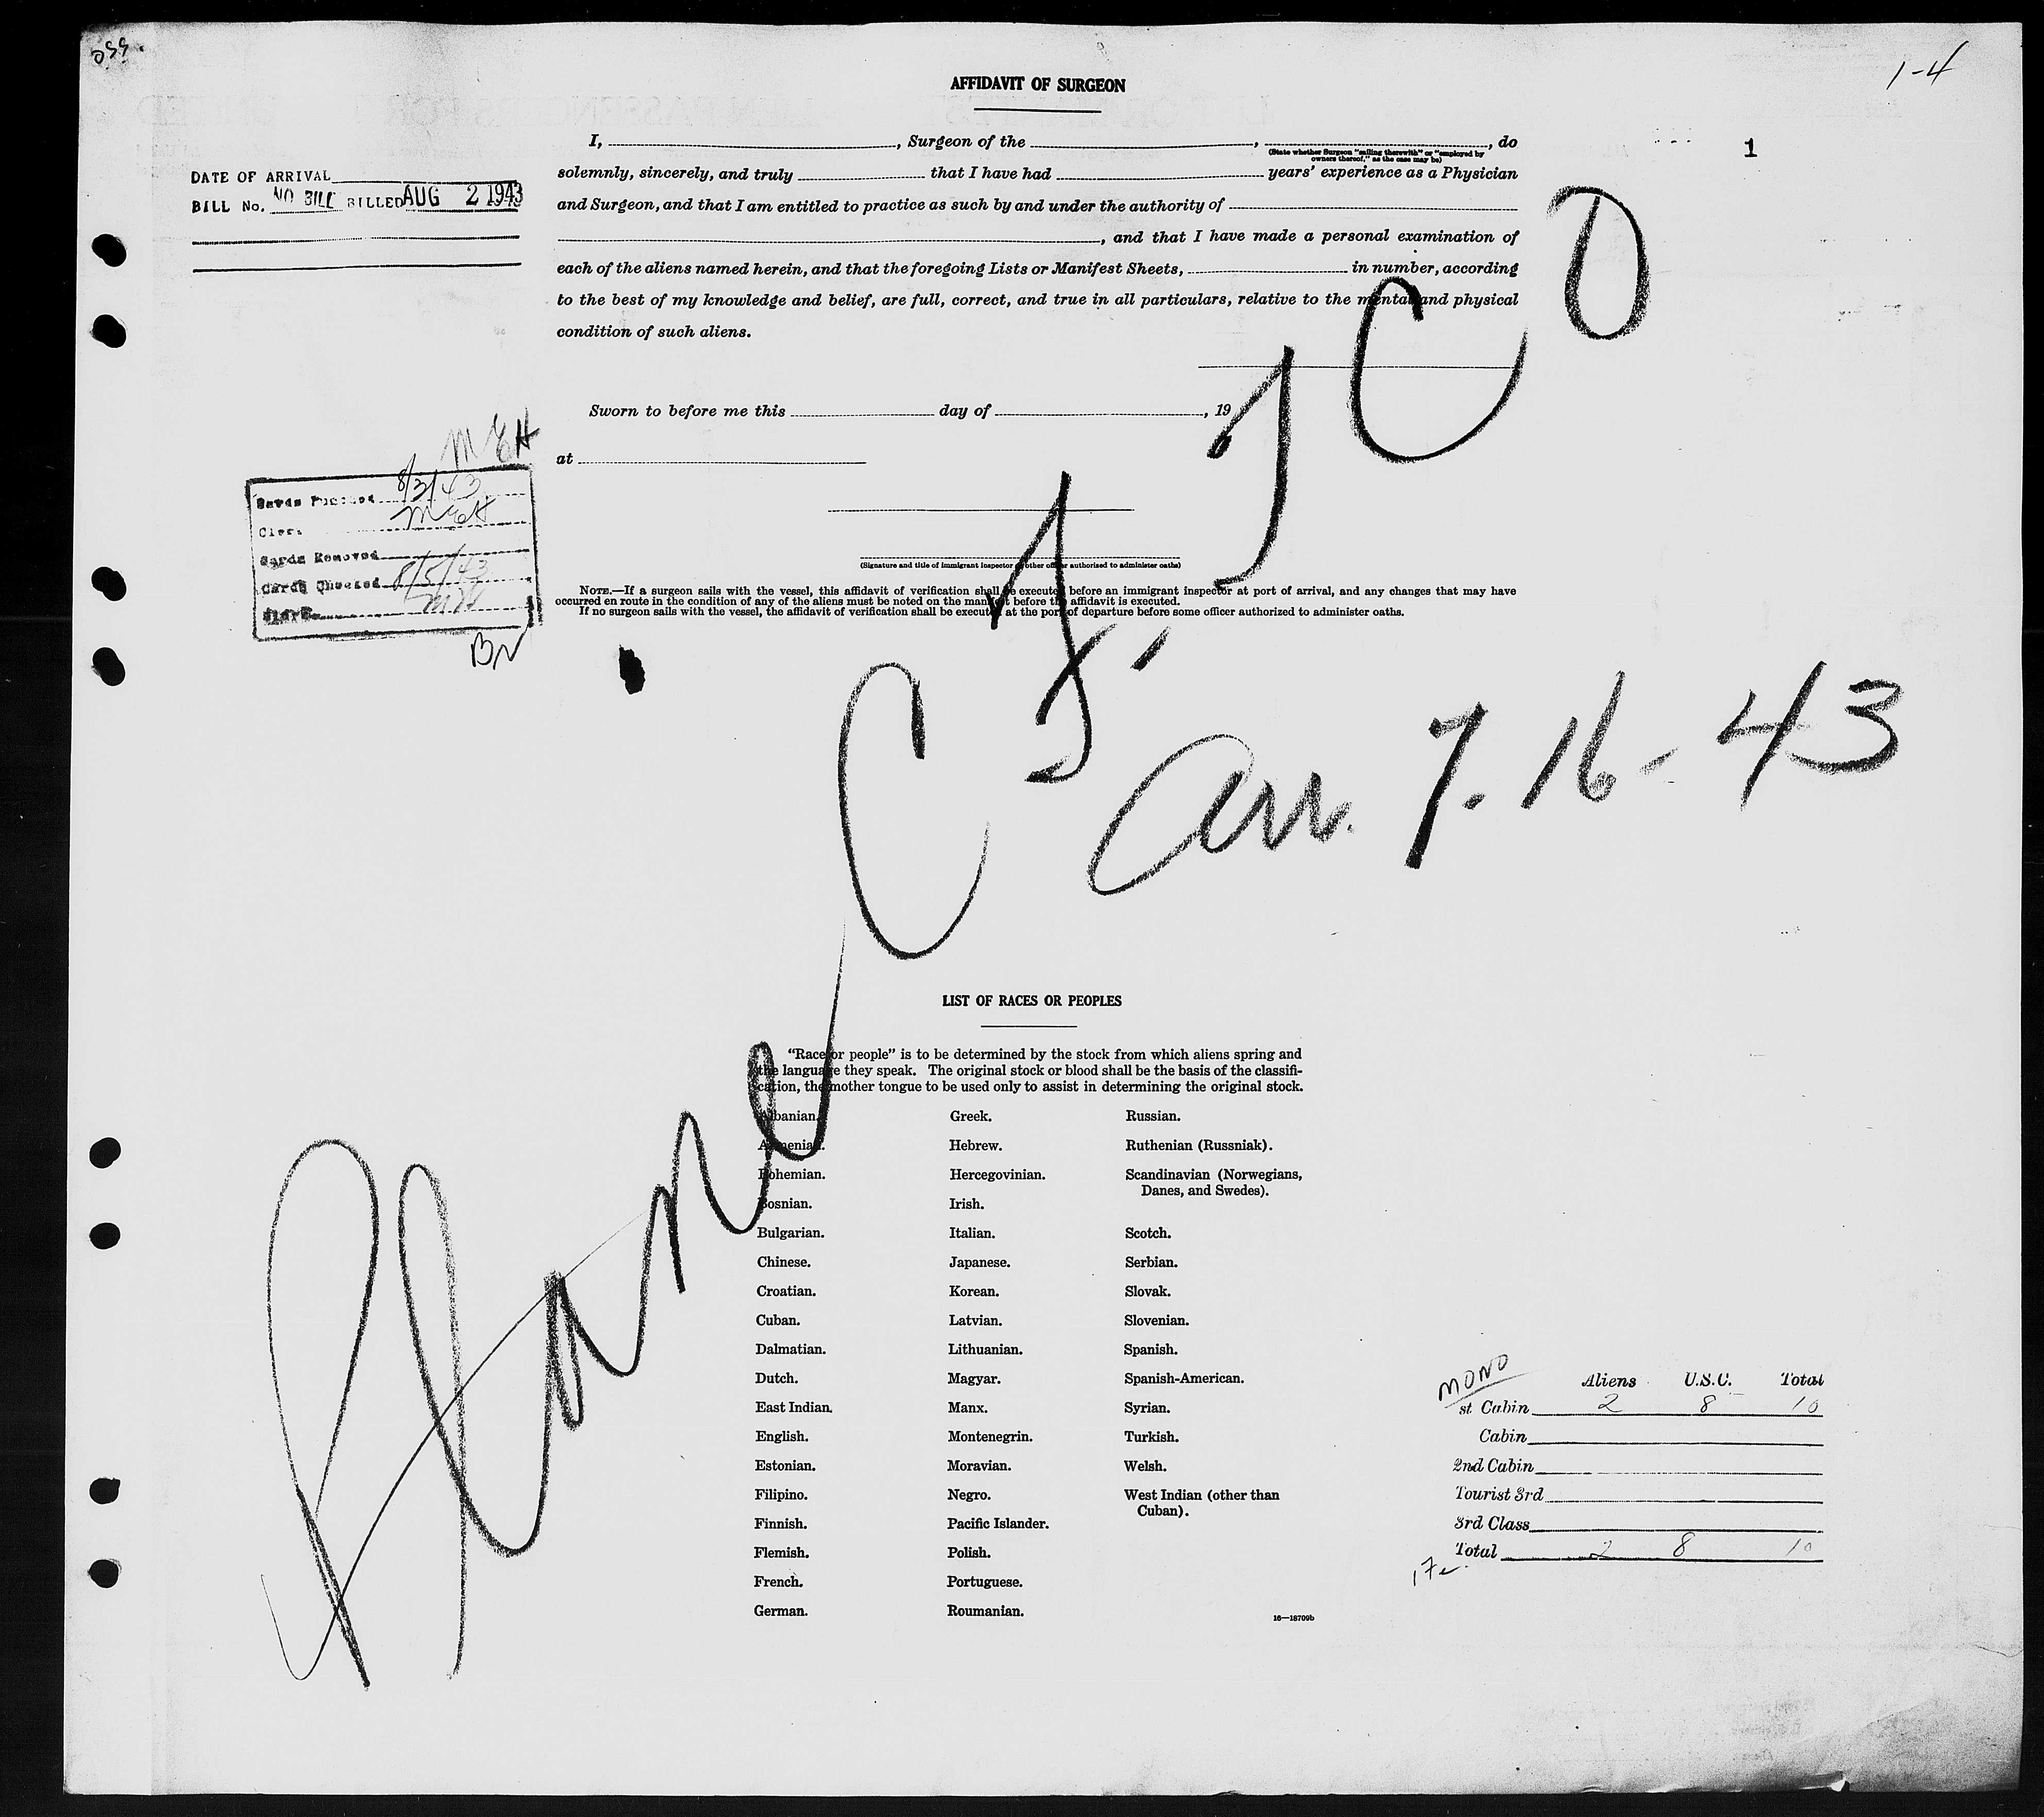 1-4
AFFIDAVIT OF SURGEON
1
I, , Surgeon of the , , do
(State whether Surgeon "sailing therewith" or "employed by
owners thereof," as the case may be)
solemnly, sincerely, and truly that I have had years' experience as a Physician
and Surgeon, and that I am entitled to practice as such by and under the authority of
, and that I have made a personal examination of
each of the aliens named herein, and that the foregoing Lists or Manifest Sheets, in number, according
to the best of my knowledge and belief, are full, correct, and true in all particulars, relative to the mental and physical
condition of such aliens.
DATE OF ARRIVAL
BILL No. NO BILL BILLED AUG 2 1943
Sworn to before me this day of , 19
at
(Signature and title of immigrant inspector or other officer authorized to administer oaths)
NOTE.—If a surgeon sails with the vessel, this affidavit of verification shall be executed before an immigrant inspector at port of arrival, and any changes that may have
occurred en route in the condition of any of the aliens must be noted on the manifest before the affidavit is executed.
If no surgeon sails with the vessel, the affidavit of verification shall be executed at the port of departure before some officer authorized to administer oaths.
MEH
Cards Punched 8/3/43
Clerk MEH
Cards Removed
Cards Checked 8/5/43
Clerk
BN
Plane
Arr. 7-16-43
LIST OF RACES OR PEOPLES
"Race or people" is to be determined by the stock from which aliens spring and
the language they speak. The original stock or blood shall be the basis of the classifi-
cation, the mother tongue to be used only to assist in determining the original stock.
Albanian. Greek. Russian.
Armenian. Hebrew. Ruthenian (Russniak).
Bohemian. Hercegovinian. Scandinavian (Norwegians,
Danes, and Swedes).
Bosnian. Irish.
Bulgarian. Italian. Scotch.
Chinese. Japanese. Serbian.
Croatian. Korean. Slovak.
Cuban. Latvian. Slovenian.
Dalmatian. Lithuanian. Spanish.
Dutch. Magyar. Spanish-American.
East Indian. Manx. Syrian.
English. Montenegrin. Turkish.
Estonian. Moravian. Welsh.
Filipino. Negro. West Indian (other than
Cuban).
Finnish. Pacific Islander.
Flemish. Polish.
French. Portuguese.
German. Roumanian.
16—18709b
MONO Aliens U.S.C. Total
st Cabin 2 8 10
Cabin
2nd Cabin
Tourist 3rd
3rd Class
Total 2 8 10